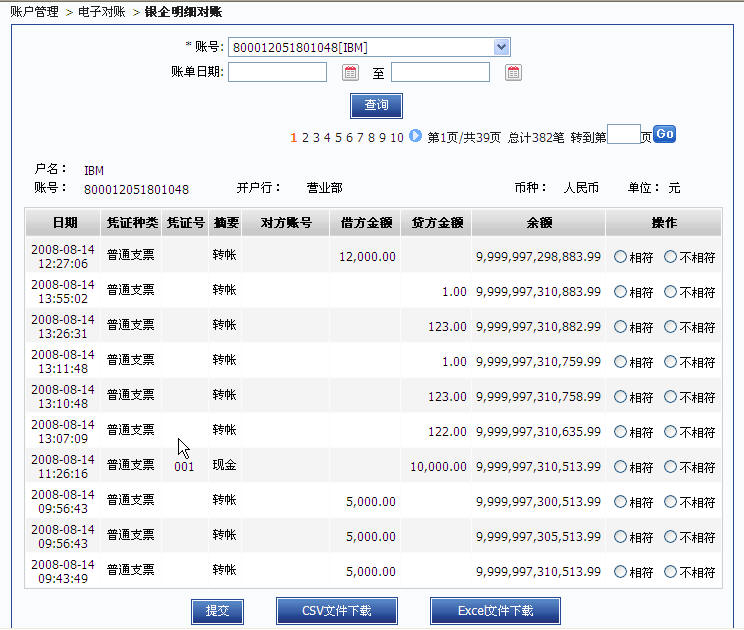 账户管理 > 电子对账 > 银企明细对账
* 账号: 800012051801048[IBM]
账单日期: 至
查询
1 2 3 4 5 6 7 8 9 10 第1页/共39页 总计382笔 转到第 页 Go
户名： IBM
账号： 800012051801048 开户行： 营业部 币种： 人民币 单位： 元
日期 凭证种类 凭证号 摘要 对方账号 借方金额 贷方金额 余额 操作
2008-08-14 12:27:06 普通支票 转帐 12,000.00 9,999,997,298,883.99 相符 不相符
2008-08-14 13:55:02 普通支票 转帐 1.00 9,999,997,310,883.99 相符 不相符
2008-08-14 13:26:31 普通支票 转帐 123.00 9,999,997,310,882.99 相符 不相符
2008-08-14 13:11:48 普通支票 转帐 1.00 9,999,997,310,759.99 相符 不相符
2008-08-14 13:10:48 普通支票 转帐 123.00 9,999,997,310,758.99 相符 不相符
2008-08-14 13:07:09 普通支票 转帐 122.00 9,999,997,310,635.99 相符 不相符
2008-08-14 11:26:16 普通支票 001 现金 10,000.00 9,999,997,310,513.99 相符 不相符
2008-08-14 09:56:43 普通支票 转帐 5,000.00 9,999,997,300,513.99 相符 不相符
2008-08-14 09:56:43 普通支票 转帐 5,000.00 9,999,997,305,513.99 相符 不相符
2008-08-14 09:43:49 普通支票 转帐 5,000.00 9,999,997,310,513.99 相符 不相符
提交 CSV文件下载 Excel文件下载